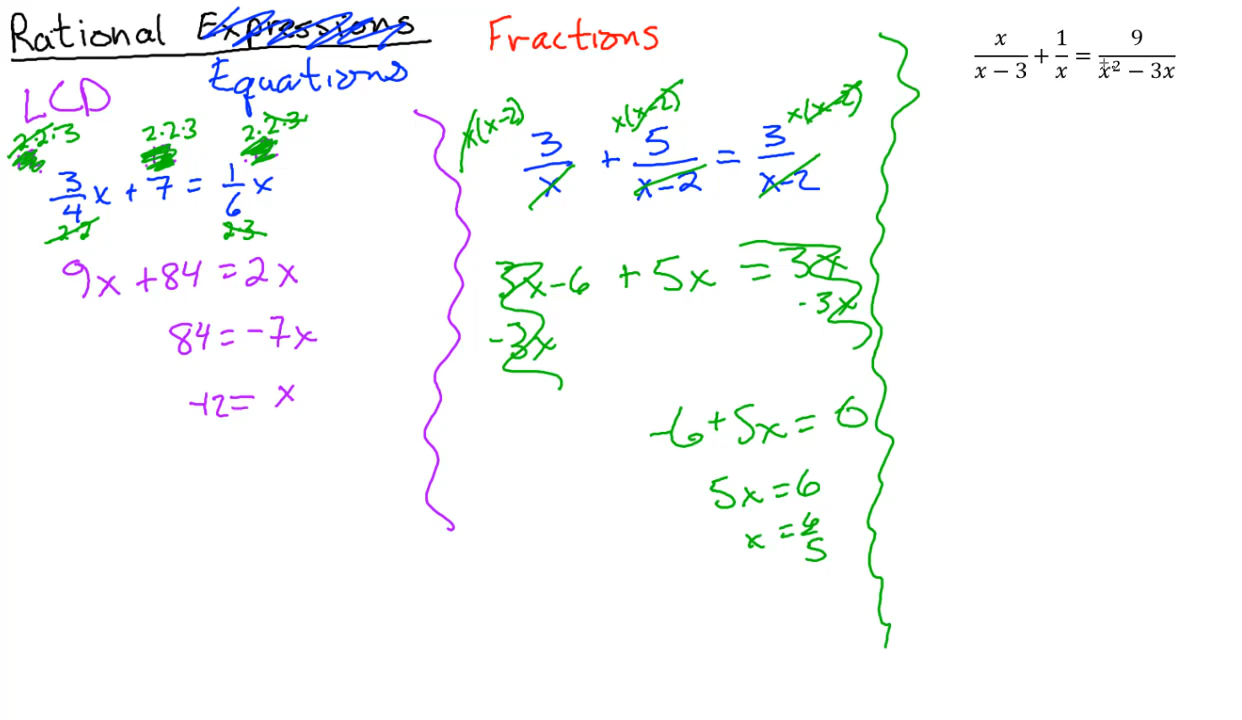 Rational Expressions Fractions
Equations
LCD
2·2·3 2·2·3 2·2·3
3/4 x + 7 = 1/6 x
2·2 2·3
9x + 84 = 2x
84 = -7x
-12 = x
x(x-2) x(x-2) x(x-2)
3/x + 5/(x-2) = 3/(x-2)
3x - 6 + 5x = 3x
-3x -3x
-6 + 5x = 0
5x = 6
x = 6/5
x/(x − 3) + 1/x = 9/(x² − 3x)